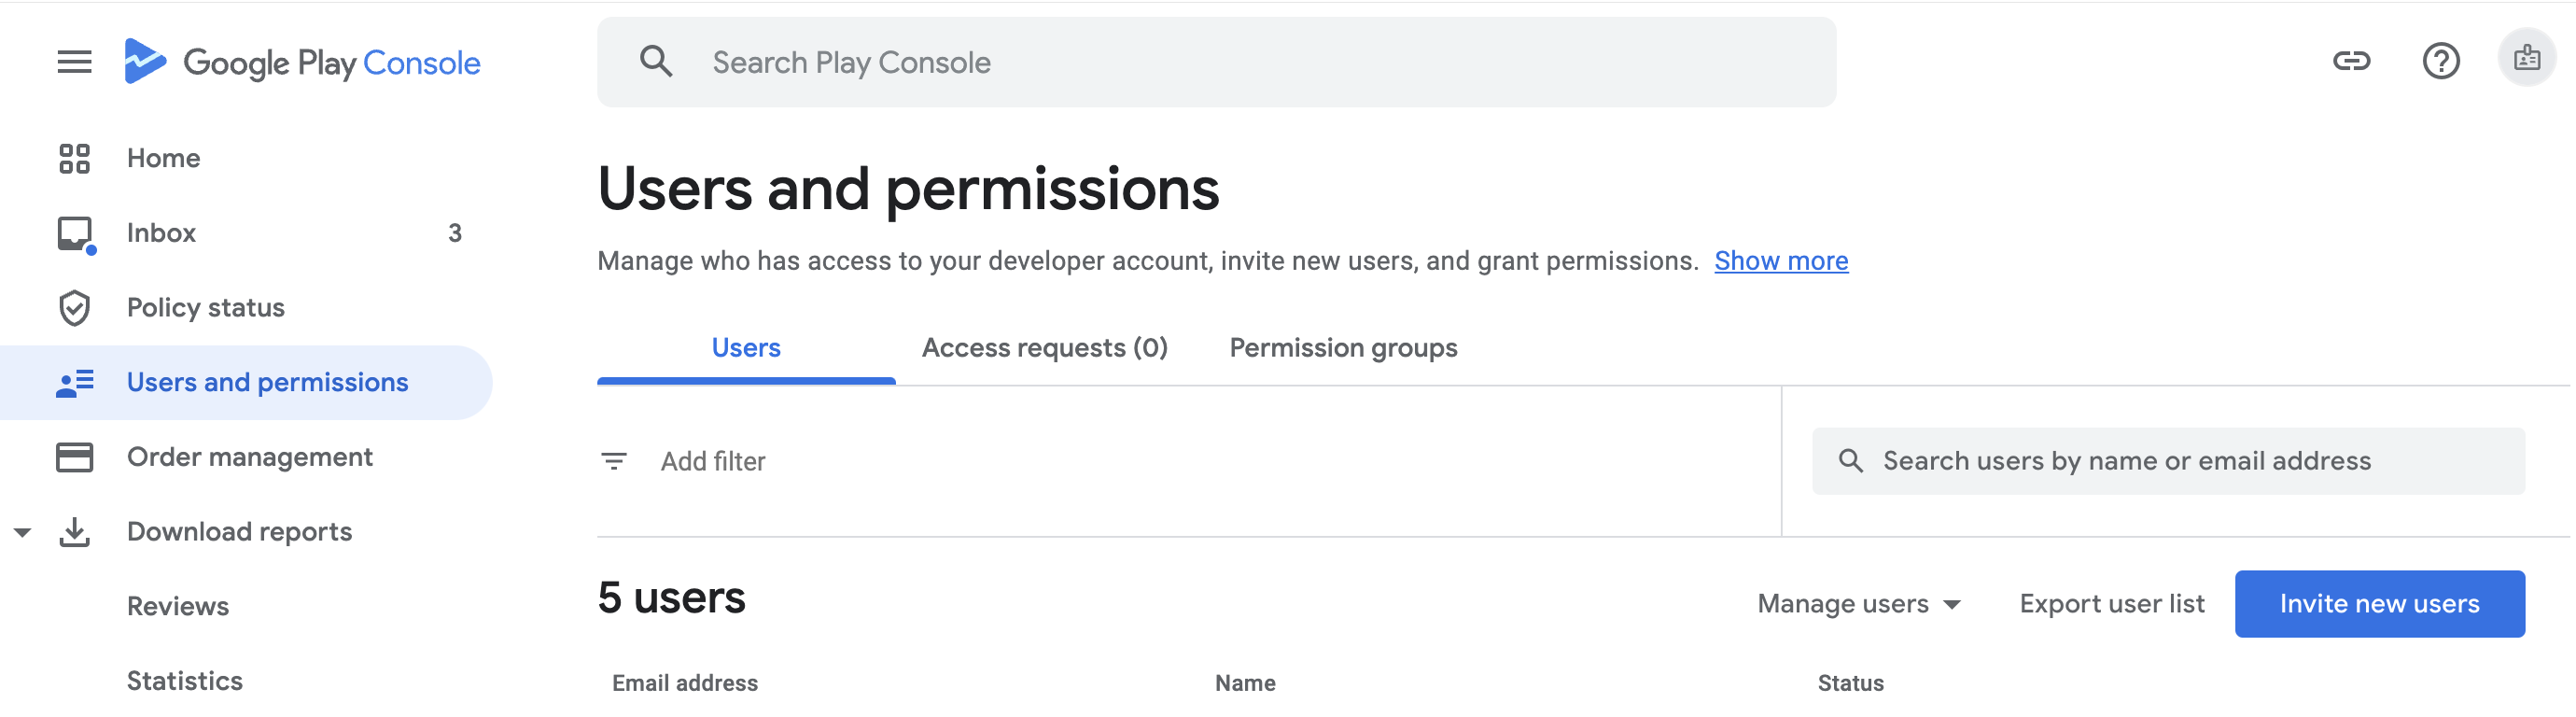 Google Play Console
Search Play Console
Home
Inbox 3
Policy status
Users and permissions
Order management
Download reports
Reviews
Statistics
Users and permissions
Manage who has access to your developer account, invite new users, and grant permissions. Show more
Users Access requests (0) Permission groups
Add filter
Search users by name or email address
5 users
Manage users Export user list Invite new users
Email address Name Status